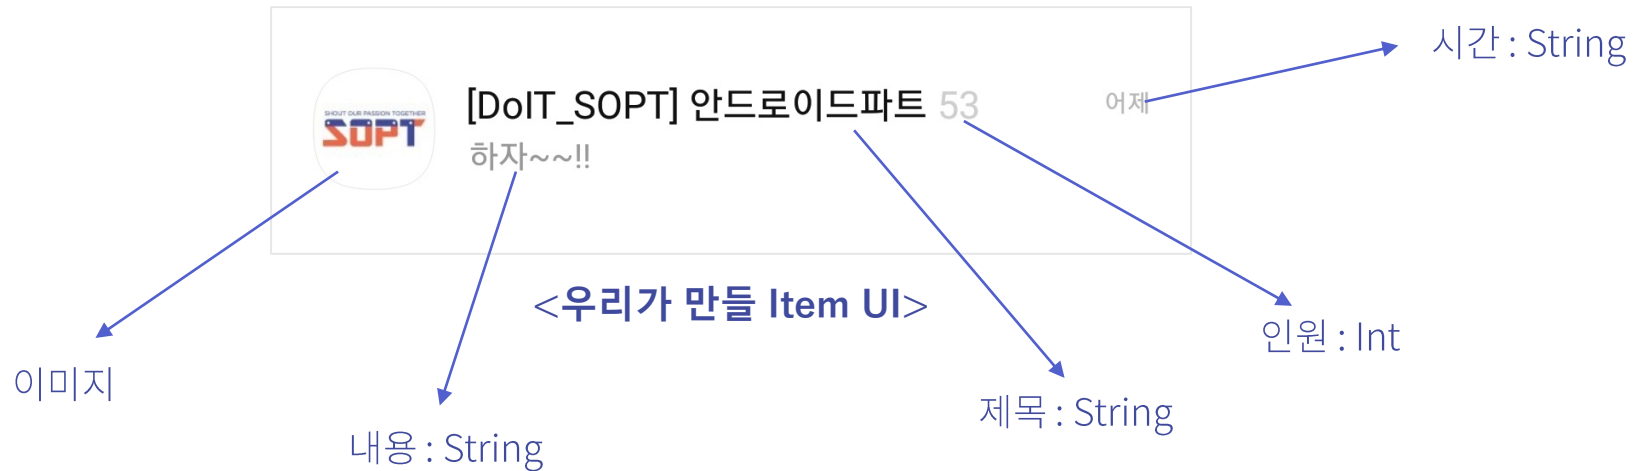 시간 : String
SHOUT OUR PASSION TOGETHER
SOPT
[DoIT_SOPT] 안드로이드파트 53
어제
하자~~!!
<우리가 만들 Item UI>
인원 : Int
이미지
제목 : String
내용 : String